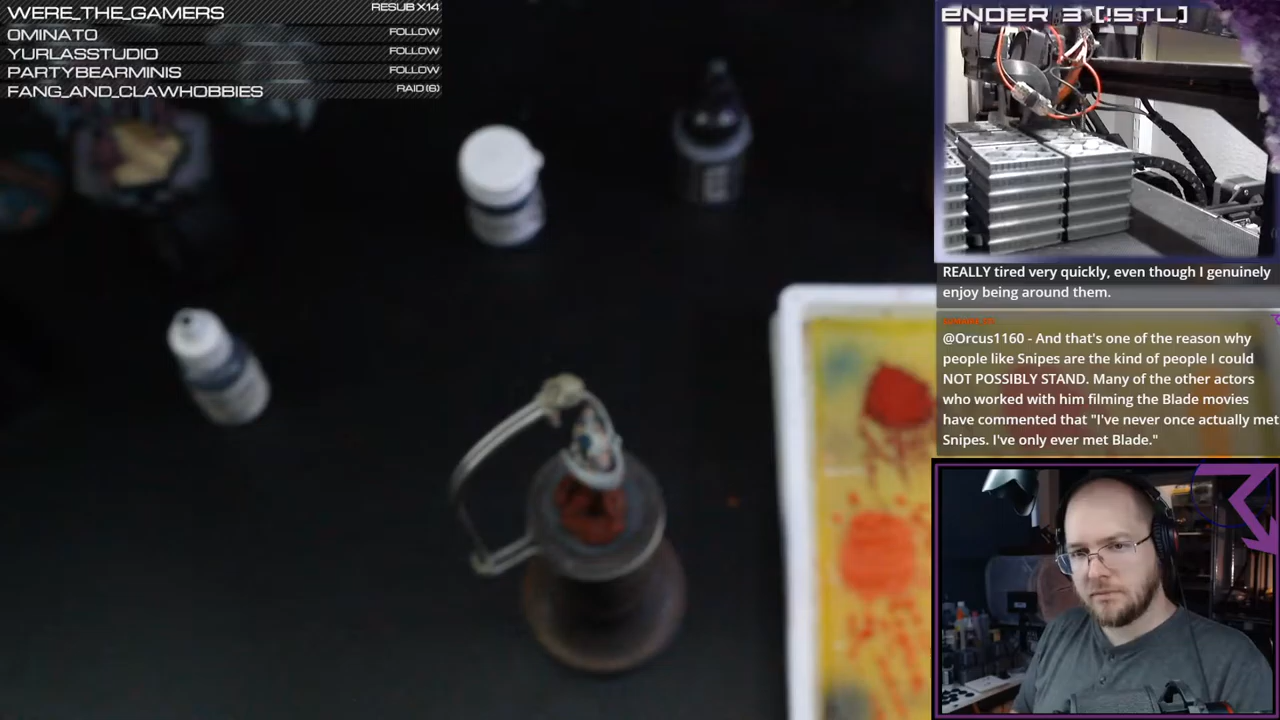 WERE_THE_GAMERS RESUB X14
OMINATO FOLLOW
YURLASSTUDIO FOLLOW
PARTYBEARMINIS FOLLOW
FANG_AND_CLAWHOBBIES RAID (6)
ENDER 3 [!STL]
REALLY tired very quickly, even though I genuinely
enjoy being around them.
@Orcus1160 - And that's one of the reason why
people like Snipes are the kind of people I could
NOT POSSIBLY STAND. Many of the other actors
who worked with him filming the Blade movies
have commented that "I've never once actually met
Snipes. I've only ever met Blade."